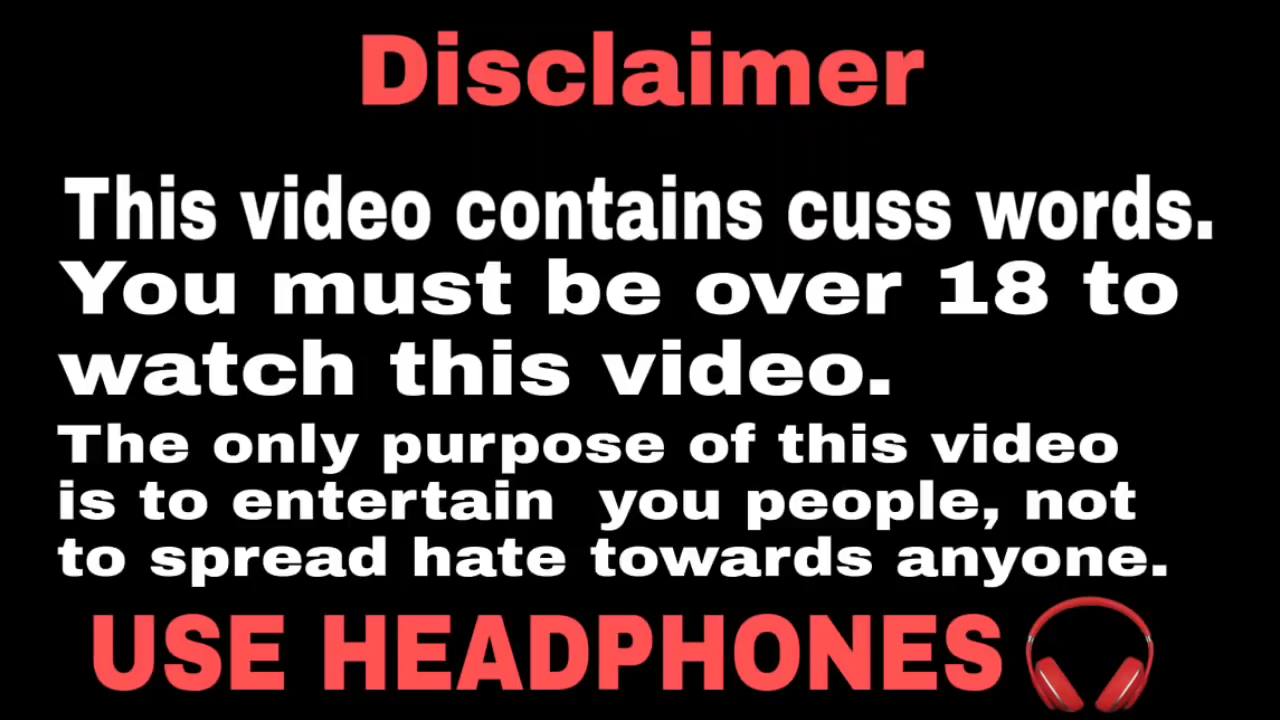 Disclaimer
This video contains cuss words.
You must be over 18 to
watch this video.
The only purpose of this video
is to entertain  you people, not
to spread hate towards anyone.
USE HEADPHONES